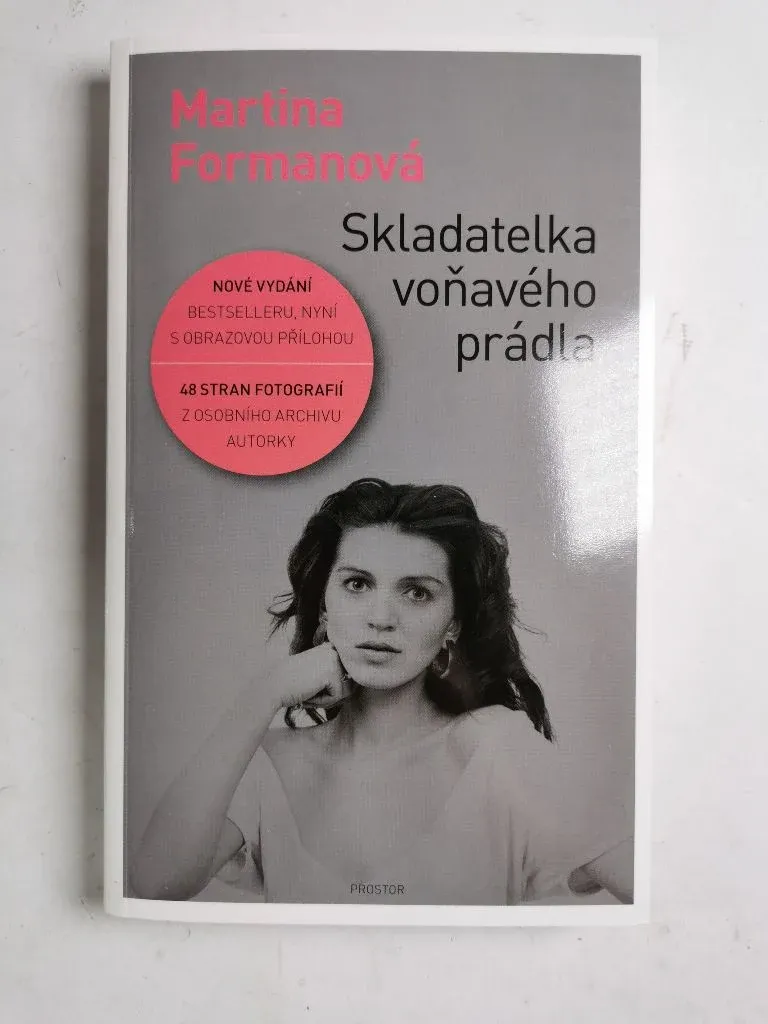 Martina
Formanová
Skladatelka
voňavého
prádla
NOVÉ VYDÁNÍ
BESTSELLERU, NYNÍ
S OBRAZOVOU PŘÍLOHOU
48 STRAN FOTOGRAFIÍ
Z OSOBNÍHO ARCHIVU
AUTORKY
PROSTOR